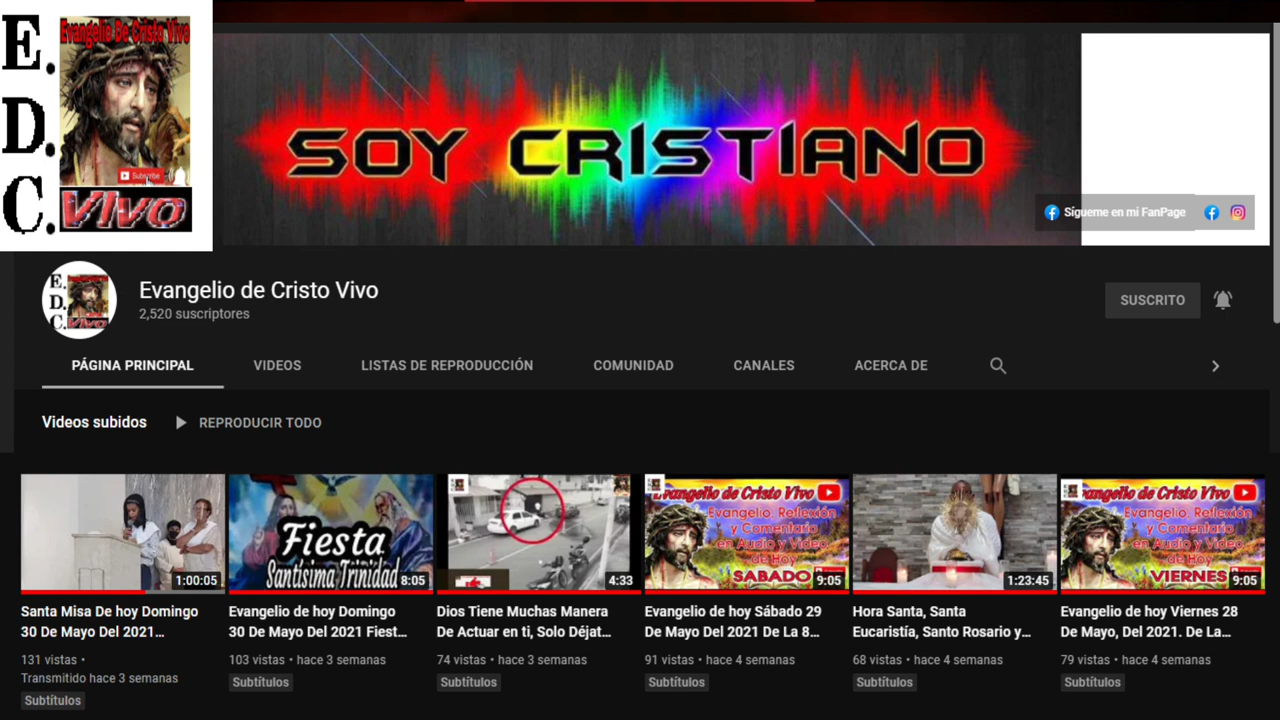 E.
D.
C.
Evangelio De Cristo Vivo
Subscribe
Vivo
SOY CRISTIANO
Sígueme en mi FanPage
E.
D.
C.
Vivo
Evangelio de Cristo Vivo
2,520 suscriptores
SUSCRITO
PÁGINA PRINCIPAL
VIDEOS
LISTAS DE REPRODUCCIÓN
COMUNIDAD
CANALES
ACERCA DE
Videos subidos
REPRODUCIR TODO
1:00:05
Santa Misa De hoy Domingo
30 De Mayo Del 2021...
131 vistas •
Transmitido hace 3 semanas
Subtítulos
Fiesta
Santísima Trinidad
8:05
Evangelio de hoy Domingo
30 De Mayo Del 2021 Fiest...
103 vistas • hace 3 semanas
Subtítulos
4:33
Dios Tiene Muchas Manera
De Actuar en ti, Solo Déjat...
74 vistas • hace 3 semanas
Subtítulos
Evangelio de Cristo Vivo
Evangelio, Reflexión
y Comentario
en Audio y Video
de Hoy
SABADO
9:05
Evangelio de hoy Sábado 29
De Mayo Del 2021 De La 8...
91 vistas • hace 4 semanas
Subtítulos
1:23:45
Hora Santa, Santa
Eucaristía, Santo Rosario y...
68 vistas • hace 4 semanas
Subtítulos
Evangelio de Cristo Vivo
Evangelio, Reflexión
y Comentario
en Audio y Video
de Hoy
VIERNES
9:05
Evangelio de hoy Viernes 28
De Mayo, Del 2021. De La...
79 vistas • hace 4 semanas
Subtítulos